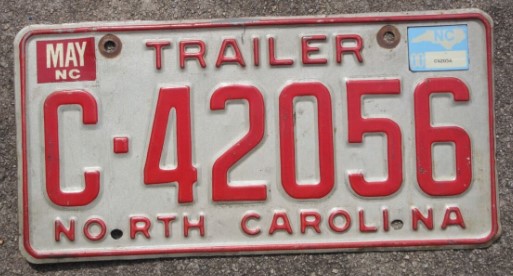 MAY
NC
TRAILER
NC
C·42056
NORTH CAROLINA